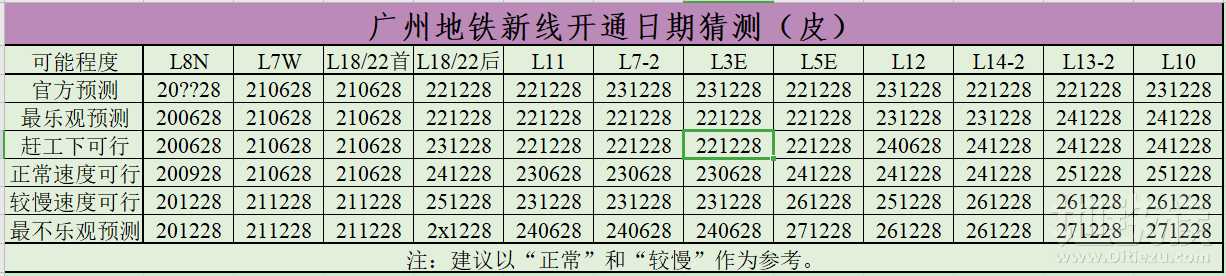 广州地铁新线开通日期猜测（皮）
可能程度 L8N L7W L18/22首 L18/22后 L11 L7-2 L3E L5E L12 L14-2 L13-2 L10
官方预测 20??28 210628 210628 221228 221228 231228 231228 221228 231228 221228 221228 231228
最乐观预测 200628 210628 210628 221228 221228 221228 221228 221228 231228 231228 241228 241228
赶工下可行 200628 210628 210628 231228 221228 221228 221228 221228 240628 241228 241228 241228
正常速度可行 200928 210628 210628 241228 230628 230628 230628 241228 241228 241228 251228 251228
较慢速度可行 201228 211228 211228 251228 231228 231228 231228 261228 251228 261228 261228 261228
最不乐观预测 201228 211228 211228 2x1228 240628 240628 240628 271228 261228 261228 271228 271228
注：建议以“正常”和“较慢”作为参考。